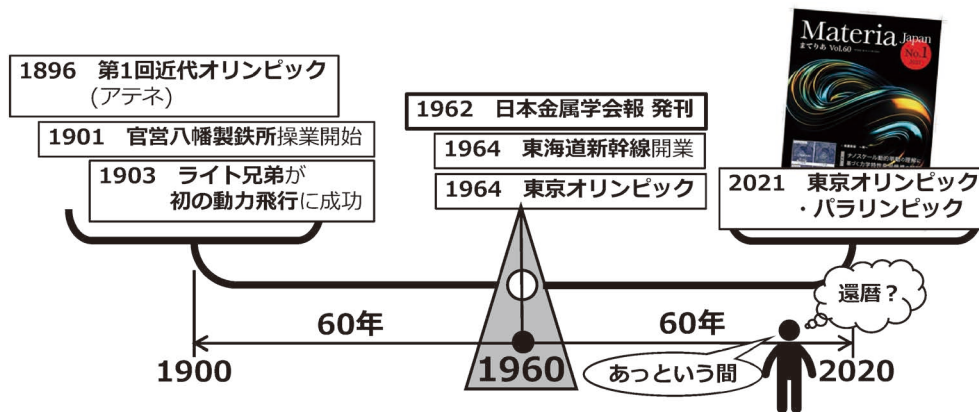 Materia Japan
まてりあ Vol.60
No.1
1896 第1回近代オリンピック
(アテネ)
1901 官営八幡製鉄所操業開始
1903 ライト兄弟が
初の動力飛行に成功
1962 日本金属学会報 発刊
1964 東海道新幹線開業
1964 東京オリンピック
2021 東京オリンピック
・パラリンピック
還暦？
60年
60年
あっという間
1900
1960
2020